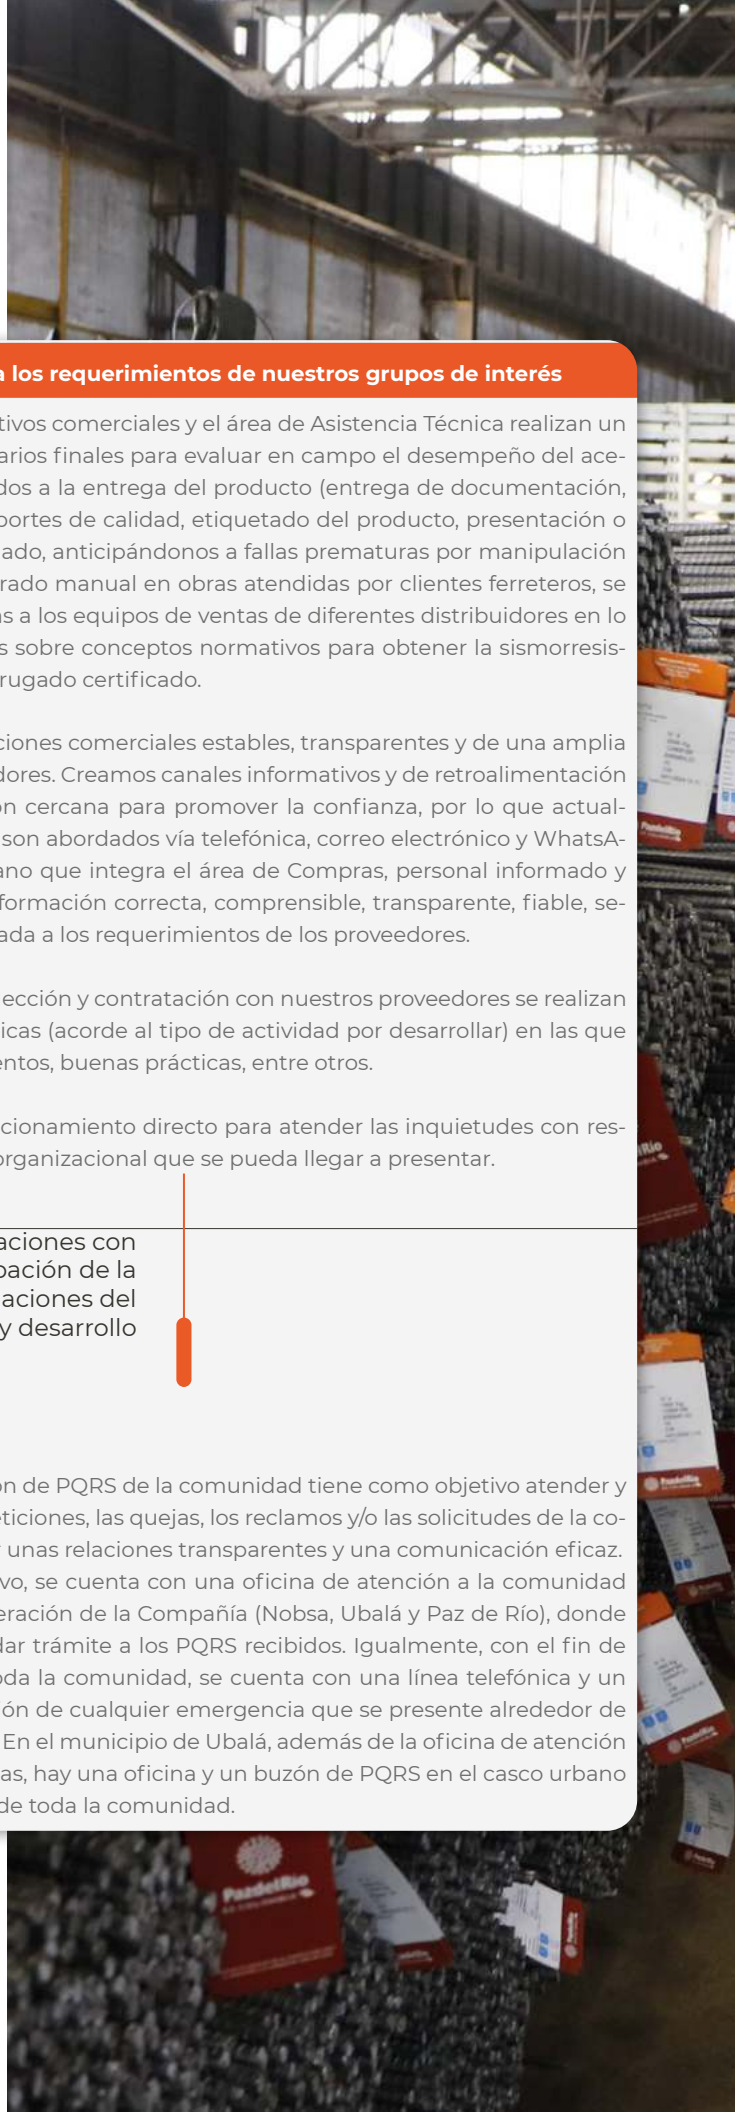 a los requerimientos de nuestros grupos de interés
tivos comerciales y el área de Asistencia Técnica realizan un
arios finales para evaluar en campo el desempeño del ace-
dos a la entrega del producto (entrega de documentación,
portes de calidad, etiquetado del producto, presentación o
ado, anticipándonos a fallas prematuras por manipulación
rado manual en obras atendidas por clientes ferreteros, se
as a los equipos de ventas de diferentes distribuidores en lo
s sobre conceptos normativos para obtener la sismorresis-
rugado certificado.
ciones comerciales estables, transparentes y de una amplia
dores. Creamos canales informativos y de retroalimentación
ón cercana para promover la confianza, por lo que actual-
son abordados vía telefónica, correo electrónico y WhatsA-
ano que integra el área de Compras, personal informado y
formación correcta, comprensible, transparente, fiable, se-
ada a los requerimientos de los proveedores.
lección y contratación con nuestros proveedores se realizan
icas (acorde al tipo de actividad por desarrollar) en las que
entos, buenas prácticas, entre otros.
cionamiento directo para atender las inquietudes con res-
organizacional que se pueda llegar a presentar.
aciones con
pación de la
aciones del
y desarrollo
ón de PQRS de la comunidad tiene como objetivo atender y
eticiones, las quejas, los reclamos y/o las solicitudes de la co-
r unas relaciones transparentes y una comunicación eficaz.
vo, se cuenta con una oficina de atención a la comunidad
eración de la Compañía (Nobsa, Ubalá y Paz de Río), donde
dar trámite a los PQRS recibidos. Igualmente, con el fin de
oda la comunidad, se cuenta con una línea telefónica y un
ión de cualquier emergencia que se presente alrededor de
En el municipio de Ubalá, además de la oficina de atención
as, hay una oficina y un buzón de PQRS en el casco urbano
de toda la comunidad.
PazdelRío